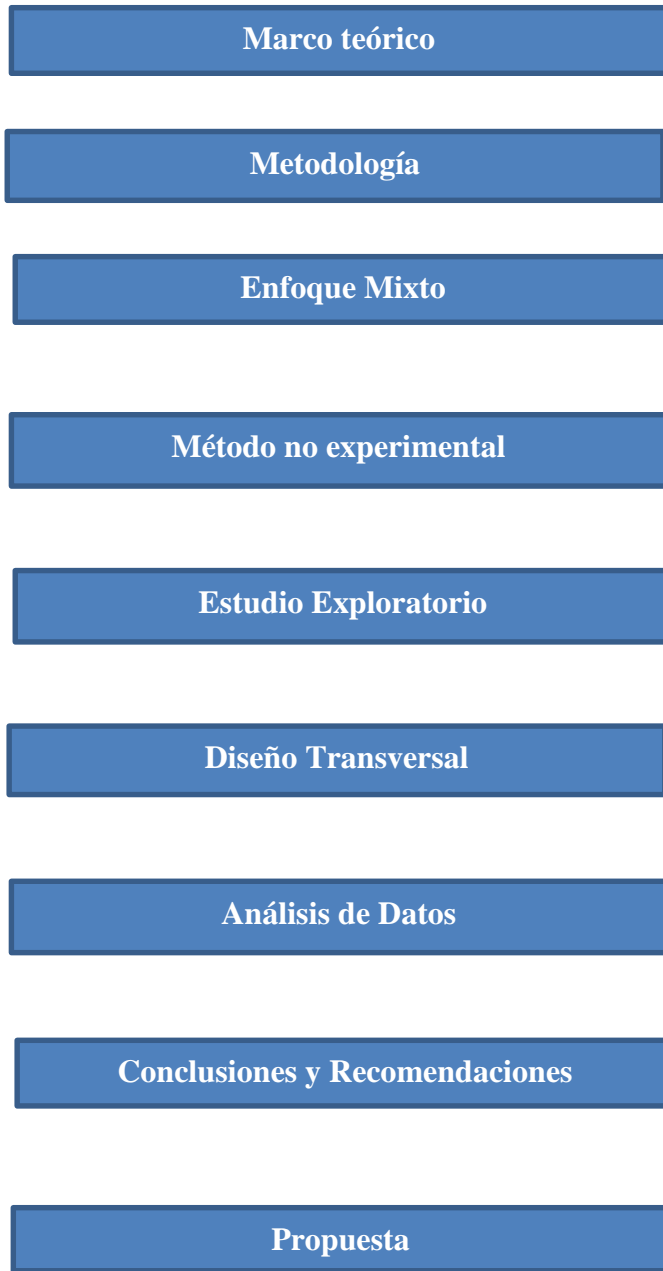 Marco teórico
Metodología
Enfoque Mixto
Método no experimental
Estudio Exploratorio
Diseño Transversal
Análisis de Datos
Conclusiones y Recomendaciones
Propuesta